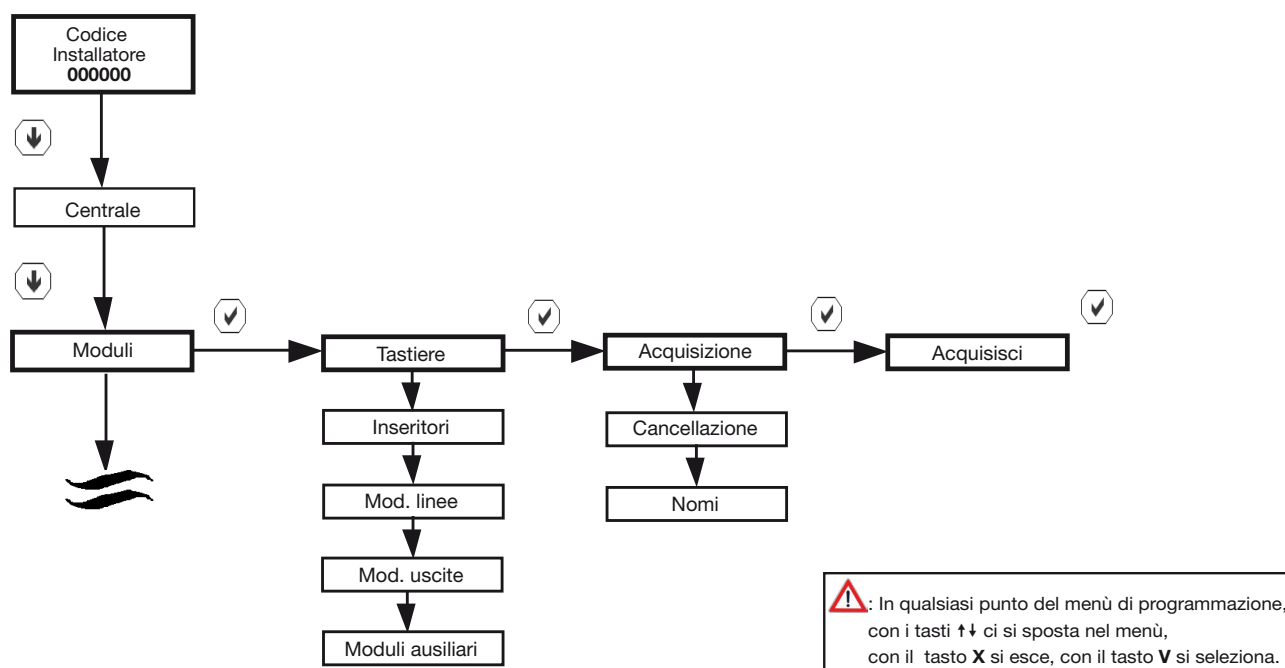 Codice
Installatore
000000
Centrale
Moduli
Tastiere
Acquisizione
Acquisisci
Inseritori
Cancellazione
Mod. linee
Nomi
Mod. uscite
Moduli ausiliari
: In qualsiasi punto del menù di programmazione,
con i tasti ↑↓ ci si sposta nel menù,
con il tasto X si esce, con il tasto V si seleziona.